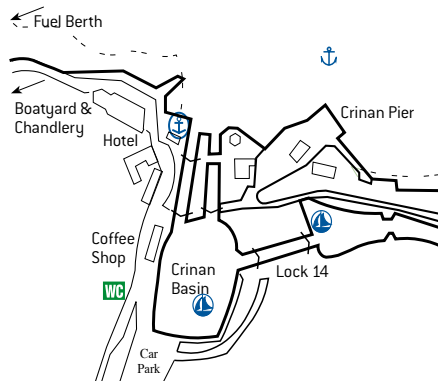 Fuel Berth
Boatyard &
Chandlery
Crinan Pier
Hotel
Coffee
Shop
Crinan
Basin
Lock 14
WC
Car
Park